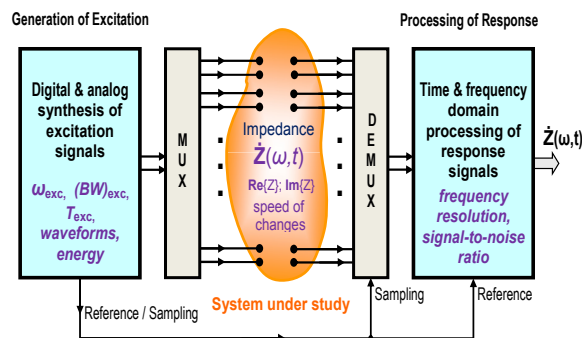 Generation of Excitation
Processing of Response
Digital & analog
synthesis of
excitation
signals
ω exc, (BW)exc,
T exc,
waveforms,
energy
M
U
X
Impedance
Ż(ω,t)
Re{Z}; Im{Z}
speed of
changes
System under study
D
E
M
U
X
Time & frequency
domain
processing of
response
signals
frequency
resolution,
signal-to-noise
ratio
Ż(ω,t)
Reference / Sampling
Sampling
Reference